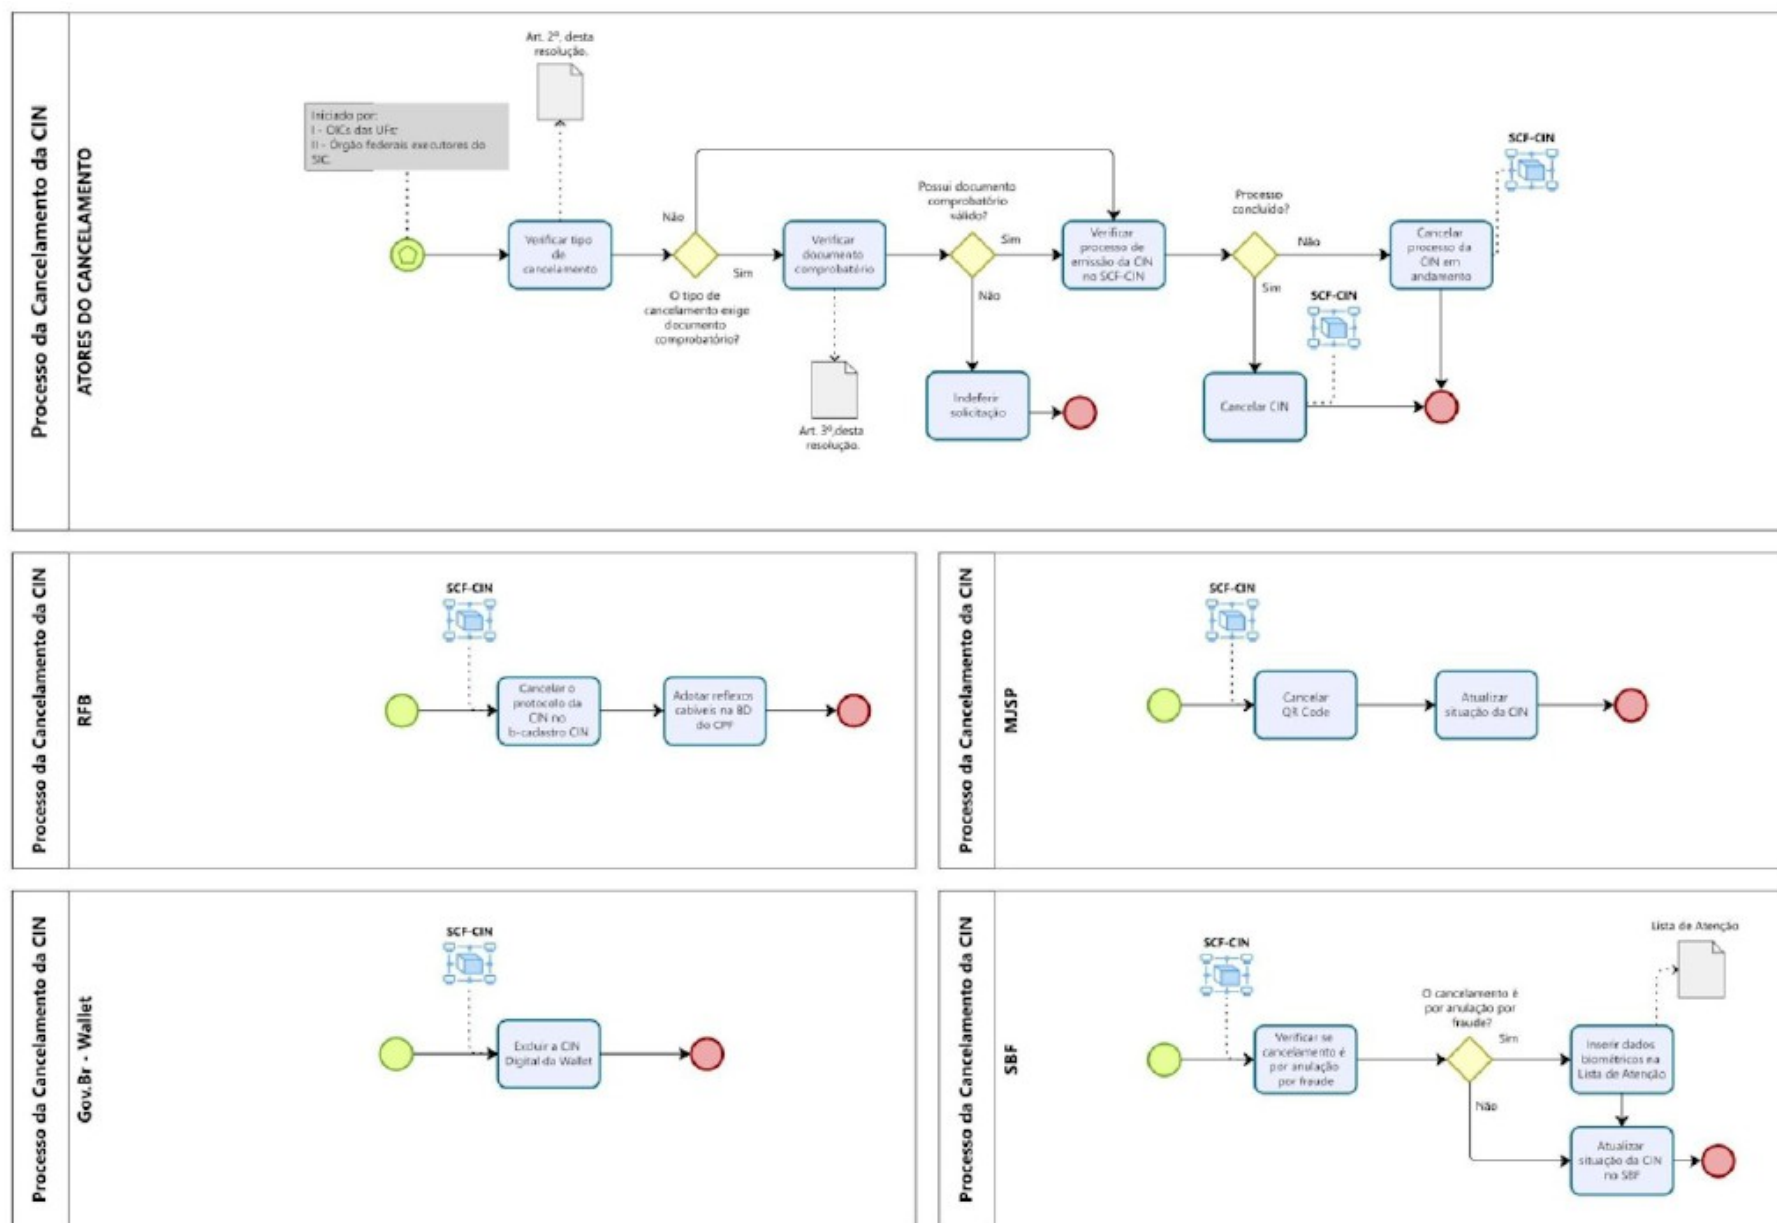 Processo da Cancelamento da CIN
ATORES DO CANCELAMENTO
Iniciado por:
I - OICs das UFs;
II - Órgão federais executores do
SIC.
Art. 2º, desta
resolução.
Verificar tipo
de
cancelamento
Não
Sim
O tipo de
cancelamento exige
documento
comprobatório?
Verificar
documento
comprobatório
Art. 3º,desta
resolução.
Possui documento
comprobatório
válido?
Sim
Não
Indeferir
solicitação
Verificar
processo de
emissão da CIN
no SCF-CIN
Processo
concluído?
Não
Sim
SCF-CIN
Cancelar CIN
Cancelar
processo da
CIN em
andamento
SCF-CIN
Processo da Cancelamento da CIN
RFB
SCF-CIN
Cancelar o
protocolo da
CIN no
b-cadastro CIN
Adotar reflexos
cabíveis na BD
do CPF
Processo da Cancelamento da CIN
MJSP
SCF-CIN
Cancelar
QR Code
Atualizar
situação da CIN
Processo da Cancelamento da CIN
Gov.Br - Wallet
SCF-CIN
Excluir a CIN
Digital da Wallet
Processo da Cancelamento da CIN
SBF
SCF-CIN
Verificar se
cancelamento é
por anulação
por fraude
O cancelamento é
por anulação por
fraude?
Sim
Não
Lista de Atenção
Inserir dados
biométricos na
Lista de Atenção
Atualizar
situação da CIN
no SBF